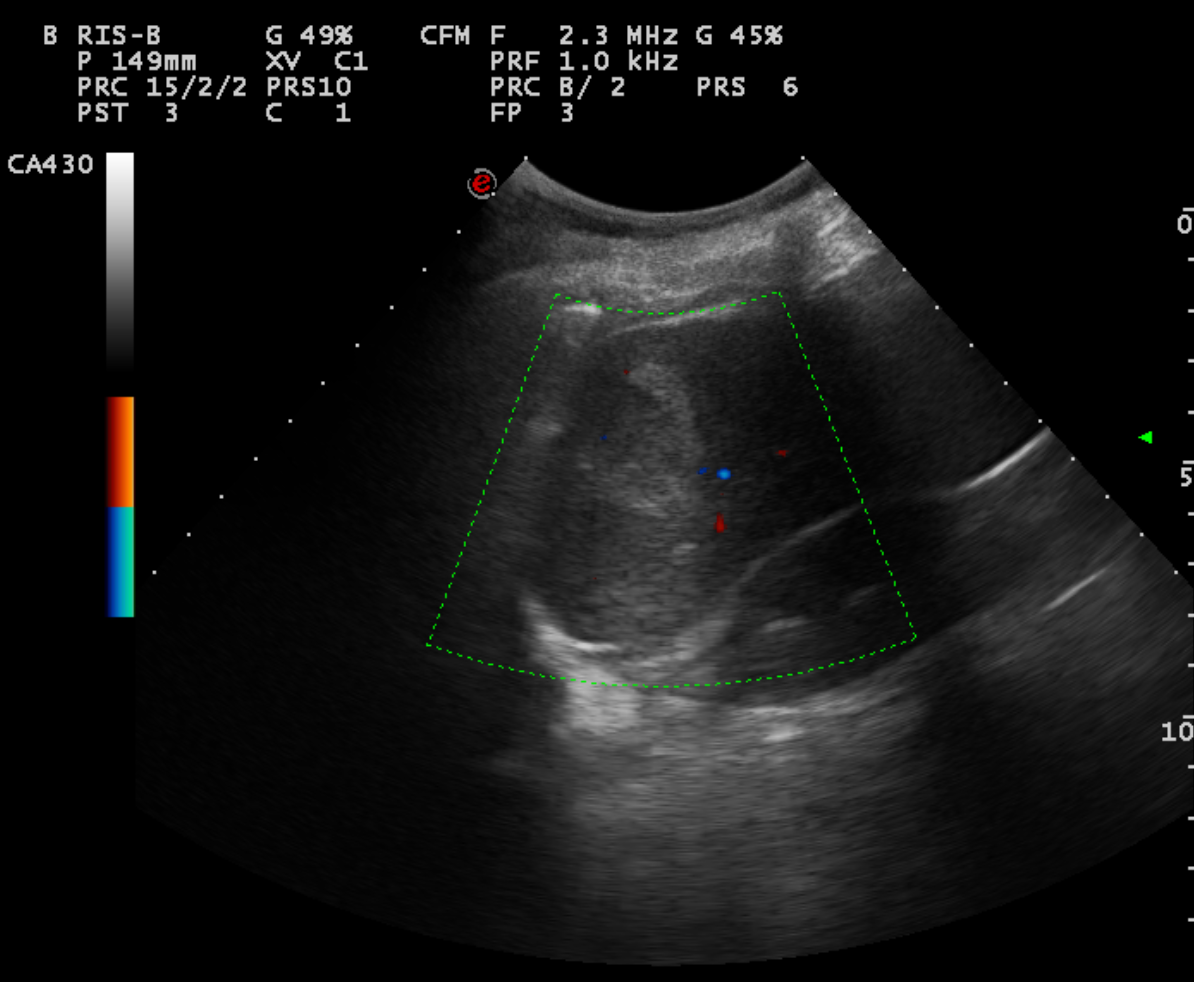 B RIS-B G 49% CFM F 2.3 MHz G 45%
P 149mm XV C1 PRF 1.0 kHz
PRC 15/2/2 PRS10 PRC B/ 2 PRS 6
PST 3 C 1 FP 3
CA430
e
0
5
10